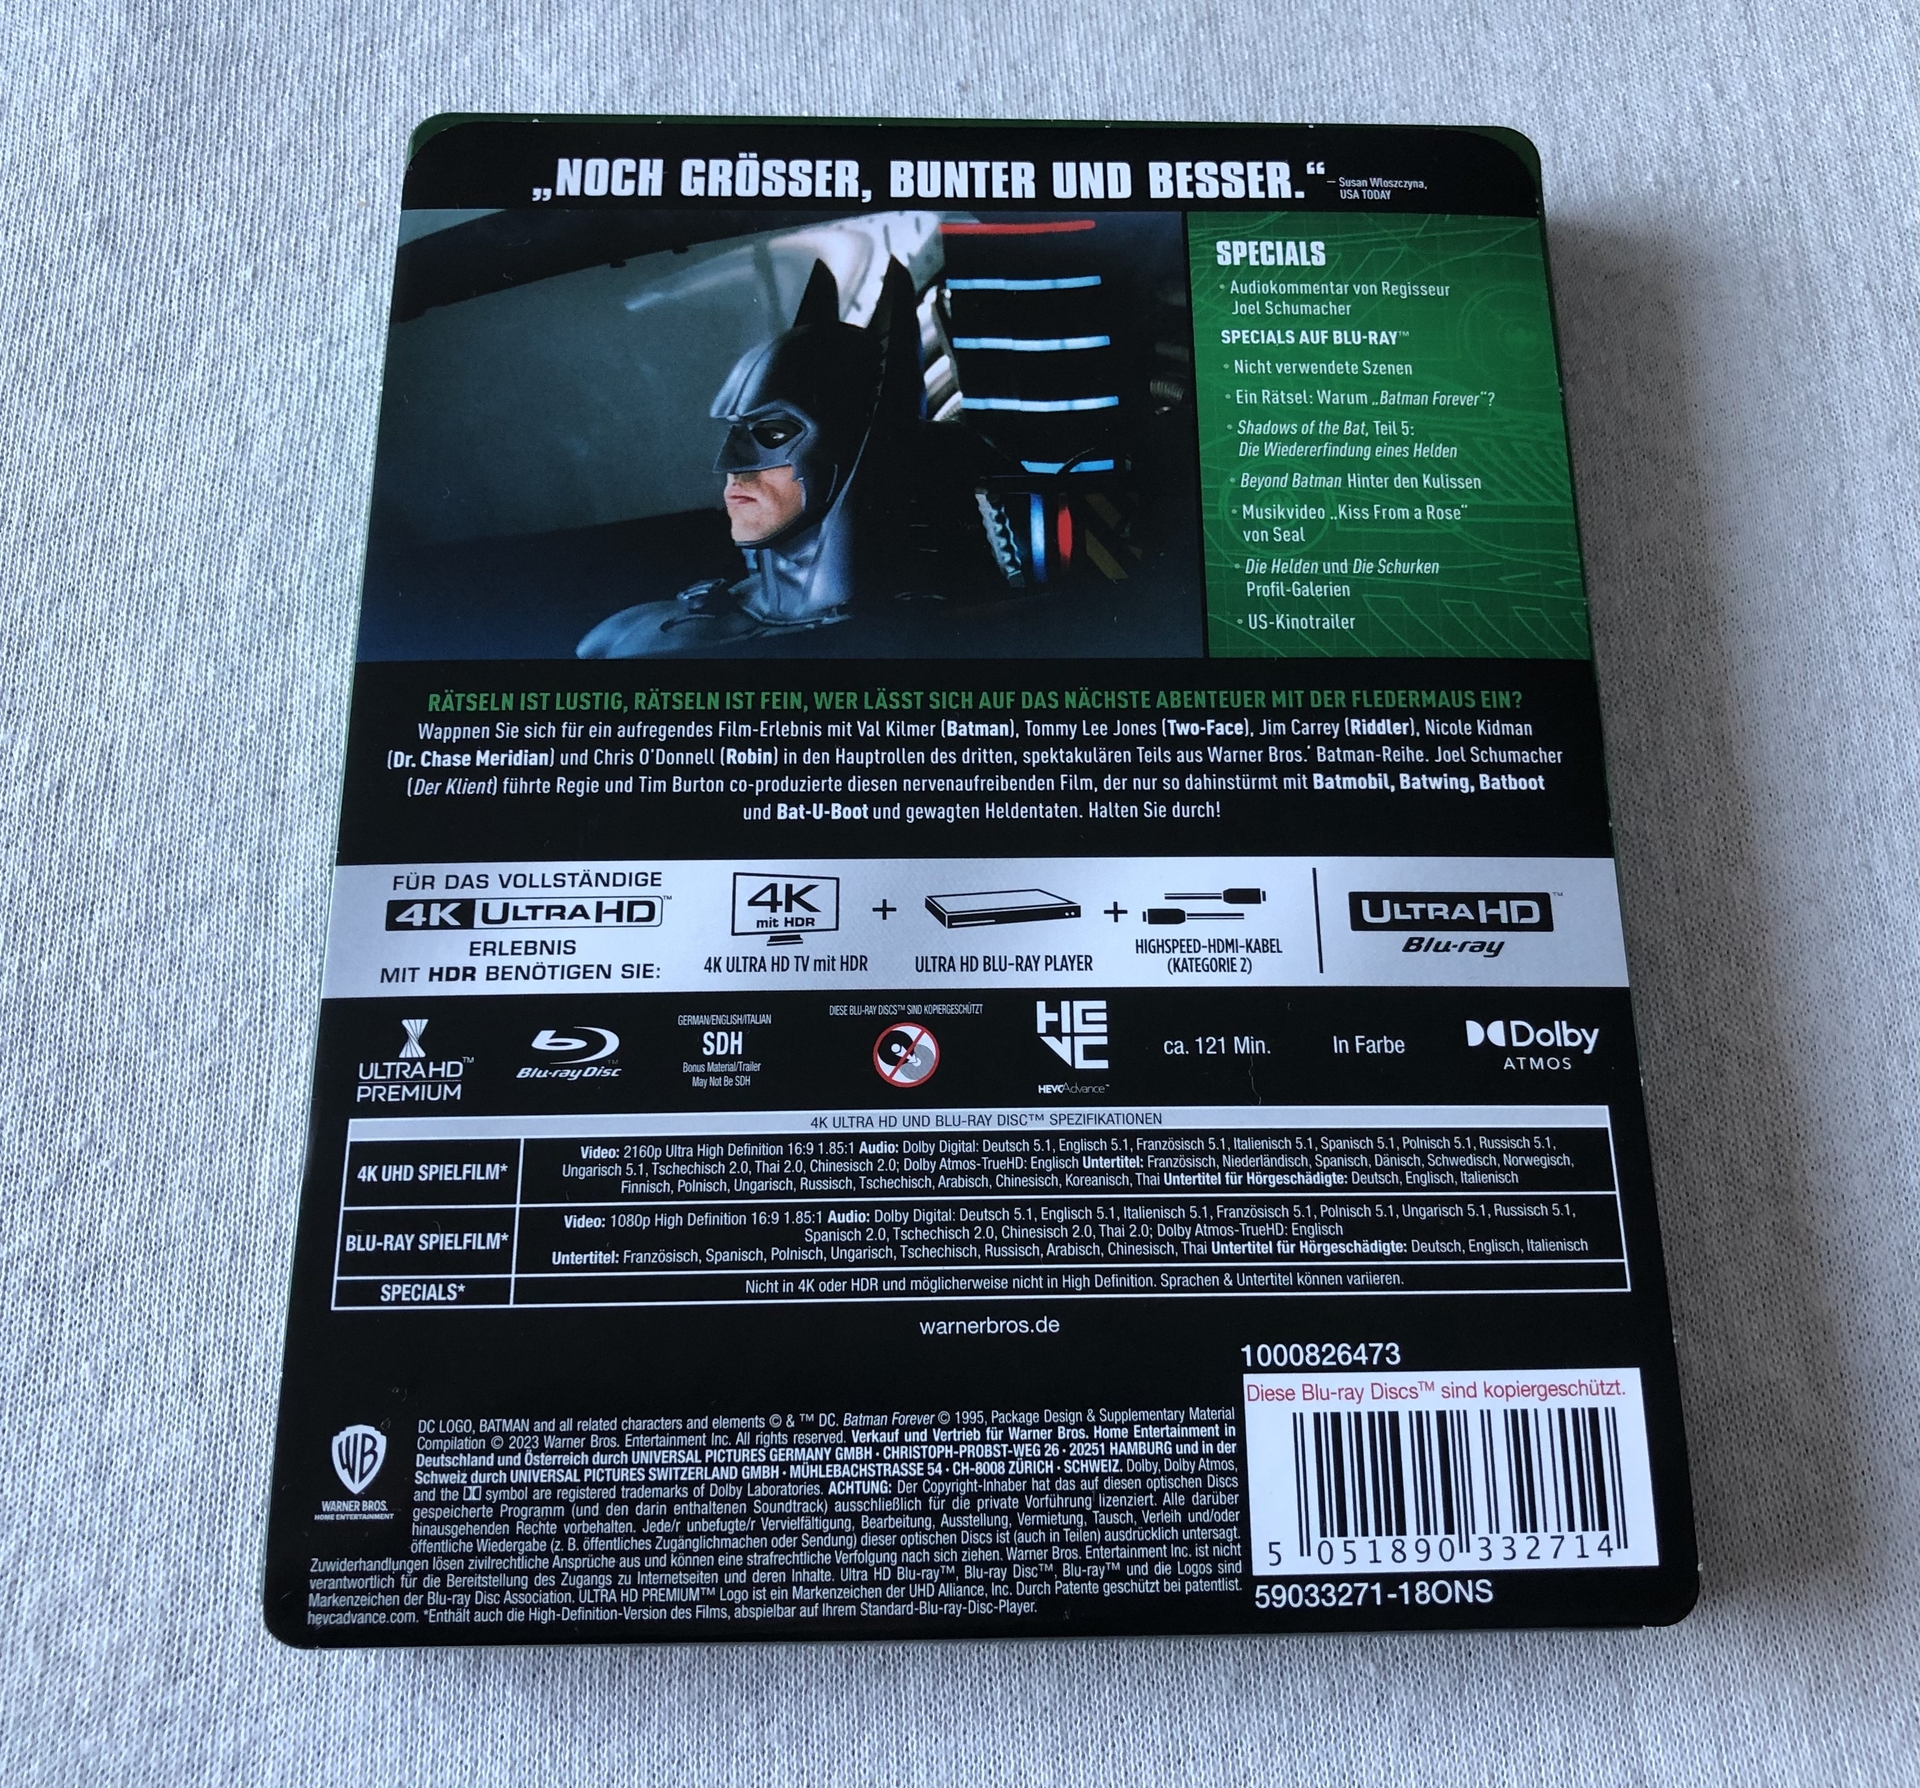 „NOCH GRÖSSER, BUNTER UND BESSER.“
– Susan Wloszczyna,
USA TODAY
SPECIALS
• Audiokommentar von Regisseur
Joel Schumacher
SPECIALS AUF BLU-RAY™
• Nicht verwendete Szenen
• Ein Rätsel: Warum „Batman Forever“?
• Shadows of the Bat, Teil 5:
Die Wiedererfindung eines Helden
• Beyond Batman Hinter den Kulissen
• Musikvideo „Kiss From a Rose“
von Seal
• Die Helden und Die Schurken
Profil-Galerien
• US-Kinotrailer
RÄTSELN IST LUSTIG, RÄTSELN IST FEIN, WER LÄSST SICH AUF DAS NÄCHSTE ABENTEUER MIT DER FLEDERMAUS EIN?
Wappnen Sie sich für ein aufregendes Film-Erlebnis mit Val Kilmer (Batman), Tommy Lee Jones (Two-Face), Jim Carrey (Riddler), Nicole Kidman
(Dr. Chase Meridian) und Chris O'Donnell (Robin) in den Hauptrollen des dritten, spektakulären Teils aus Warner Bros.' Batman-Reihe. Joel Schumacher
(Der Klient) führte Regie und Tim Burton co-produzierte diesen nervenaufreibenden Film, der nur so dahinstürmt mit Batmobil, Batwing, Batboot
und Bat-U-Boot und gewagten Heldentaten. Halten Sie durch!
FÜR DAS VOLLSTÄNDIGE
4K ULTRA HD™
ERLEBNIS
MIT HDR BENÖTIGEN SIE:
4K
mit HDR
4K ULTRA HD TV mit HDR
+
ULTRA HD BLU-RAY PLAYER
+
HIGHSPEED-HDMI-KABEL
(KATEGORIE 2)
ULTRA HD™
Blu-ray
ULTRA HD™
PREMIUM
Blu-ray Disc™
GERMAN/ENGLISH/ITALIAN
SDH
Bonus Material/Trailer
May Not Be SDH
DIESE BLU-RAY DISCS™ SIND KOPIERGESCHÜTZT
HEVC
HEVCAdvance™
ca. 121 Min.
In Farbe
Dolby
ATMOS
4K ULTRA HD UND BLU-RAY DISC™ SPEZIFIKATIONEN
4K UHD SPIELFILM*
Video: 2160p Ultra High Definition 16:9 1.85:1 Audio: Dolby Digital: Deutsch 5.1, Englisch 5.1, Französisch 5.1, Italienisch 5.1, Spanisch 5.1, Polnisch 5.1, Russisch 5.1,
Ungarisch 5.1, Tschechisch 2.0, Thai 2.0, Chinesisch 2.0; Dolby Atmos-TrueHD: Englisch Untertitel: Französisch, Niederländisch, Spanisch, Dänisch, Schwedisch, Norwegisch,
Finnisch, Polnisch, Ungarisch, Russisch, Tschechisch, Arabisch, Chinesisch, Koreanisch, Thai Untertitel für Hörgeschädigte: Deutsch, Englisch, Italienisch
BLU-RAY SPIELFILM*
Video: 1080p High Definition 16:9 1.85:1 Audio: Dolby Digital: Deutsch 5.1, Englisch 5.1, Italienisch 5.1, Französisch 5.1, Polnisch 5.1, Ungarisch 5.1, Russisch 5.1,
Spanisch 2.0, Tschechisch 2.0, Chinesisch 2.0, Thai 2.0; Dolby Atmos-TrueHD: Englisch
Untertitel: Französisch, Spanisch, Polnisch, Ungarisch, Tschechisch, Russisch, Arabisch, Chinesisch, Thai Untertitel für Hörgeschädigte: Deutsch, Englisch, Italienisch
SPECIALS*
Nicht in 4K oder HDR und möglicherweise nicht in High Definition. Sprachen & Untertitel können variieren.
warnerbros.de
1000826473
Diese Blu-ray Discs™ sind kopiergeschützt.
5 051890 332714
59033271-18ONS
WB
WARNER BROS.
HOME ENTERTAINMENT
DC LOGO, BATMAN and all related characters and elements © & ™ DC. Batman Forever © 1995, Package Design & Supplementary Material
Compilation © 2023 Warner Bros. Entertainment Inc. All rights reserved. Verkauf und Vertrieb für Warner Bros. Home Entertainment in
Deutschland und Österreich durch UNIVERSAL PICTURES GERMANY GMBH • CHRISTOPH-PROBST-WEG 26 • 20251 HAMBURG und in der
Schweiz durch UNIVERSAL PICTURES SWITZERLAND GMBH • MÜHLEBACHSTRASSE 54 • CH-8008 ZÜRICH • SCHWEIZ. Dolby, Dolby Atmos,
and the DD symbol are registered trademarks of Dolby Laboratories. ACHTUNG: Der Copyright-Inhaber hat das auf diesen optischen Discs
gespeicherte Programm (und den darin enthaltenen Soundtrack) ausschließlich für die private Vorführung lizenziert. Alle darüber
hinausgehenden Rechte vorbehalten. Jede/r unbefugte/r Vervielfältigung, Bearbeitung, Ausstellung, Vermietung, Tausch, Verleih und/oder
öffentliche Wiedergabe (z. B. öffentliches Zugänglichmachen oder Sendung) dieser optischen Discs ist (auch in Teilen) ausdrücklich untersagt.
Zuwiderhandlungen lösen zivilrechtliche Ansprüche aus und können eine strafrechtliche Verfolgung nach sich ziehen. Warner Bros. Entertainment Inc. ist nicht
verantwortlich für die Bereitstellung des Zugangs zu Internetseiten und deren Inhalte. Ultra HD Blu-ray™, Blu-ray Disc™, Blu-ray™ und die Logos sind
Markenzeichen der Blu-ray Disc Association. ULTRA HD PREMIUM™ Logo ist ein Markenzeichen der UHD Alliance, Inc. Durch Patente geschützt bei patentlist.
hevcadvance.com. *Enthält auch die High-Definition-Version des Films, abspielbar auf Ihrem Standard-Blu-ray-Disc-Player.